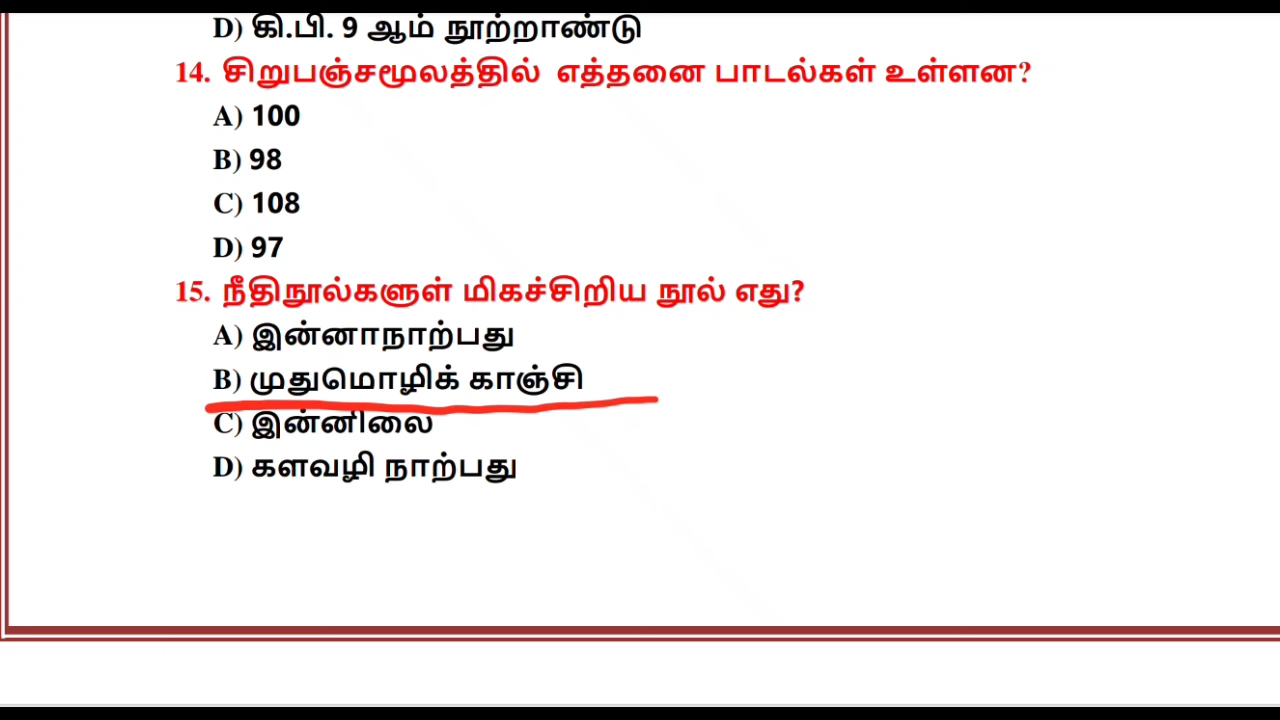 D) கி.பி. 9 ஆம் நூற்றாண்டு
14. சிறுபஞ்சமூலத்தில் எத்தனை பாடல்கள் உள்ளன?
A) 100
B) 98
C) 108
D) 97
15. நீதிநூல்களுள் மிகச்சிறிய நூல் எது?
A) இன்னாநாற்பது
B) முதுமொழிக் காஞ்சி
C) இன்னிலை
D) களவழி நாற்பது